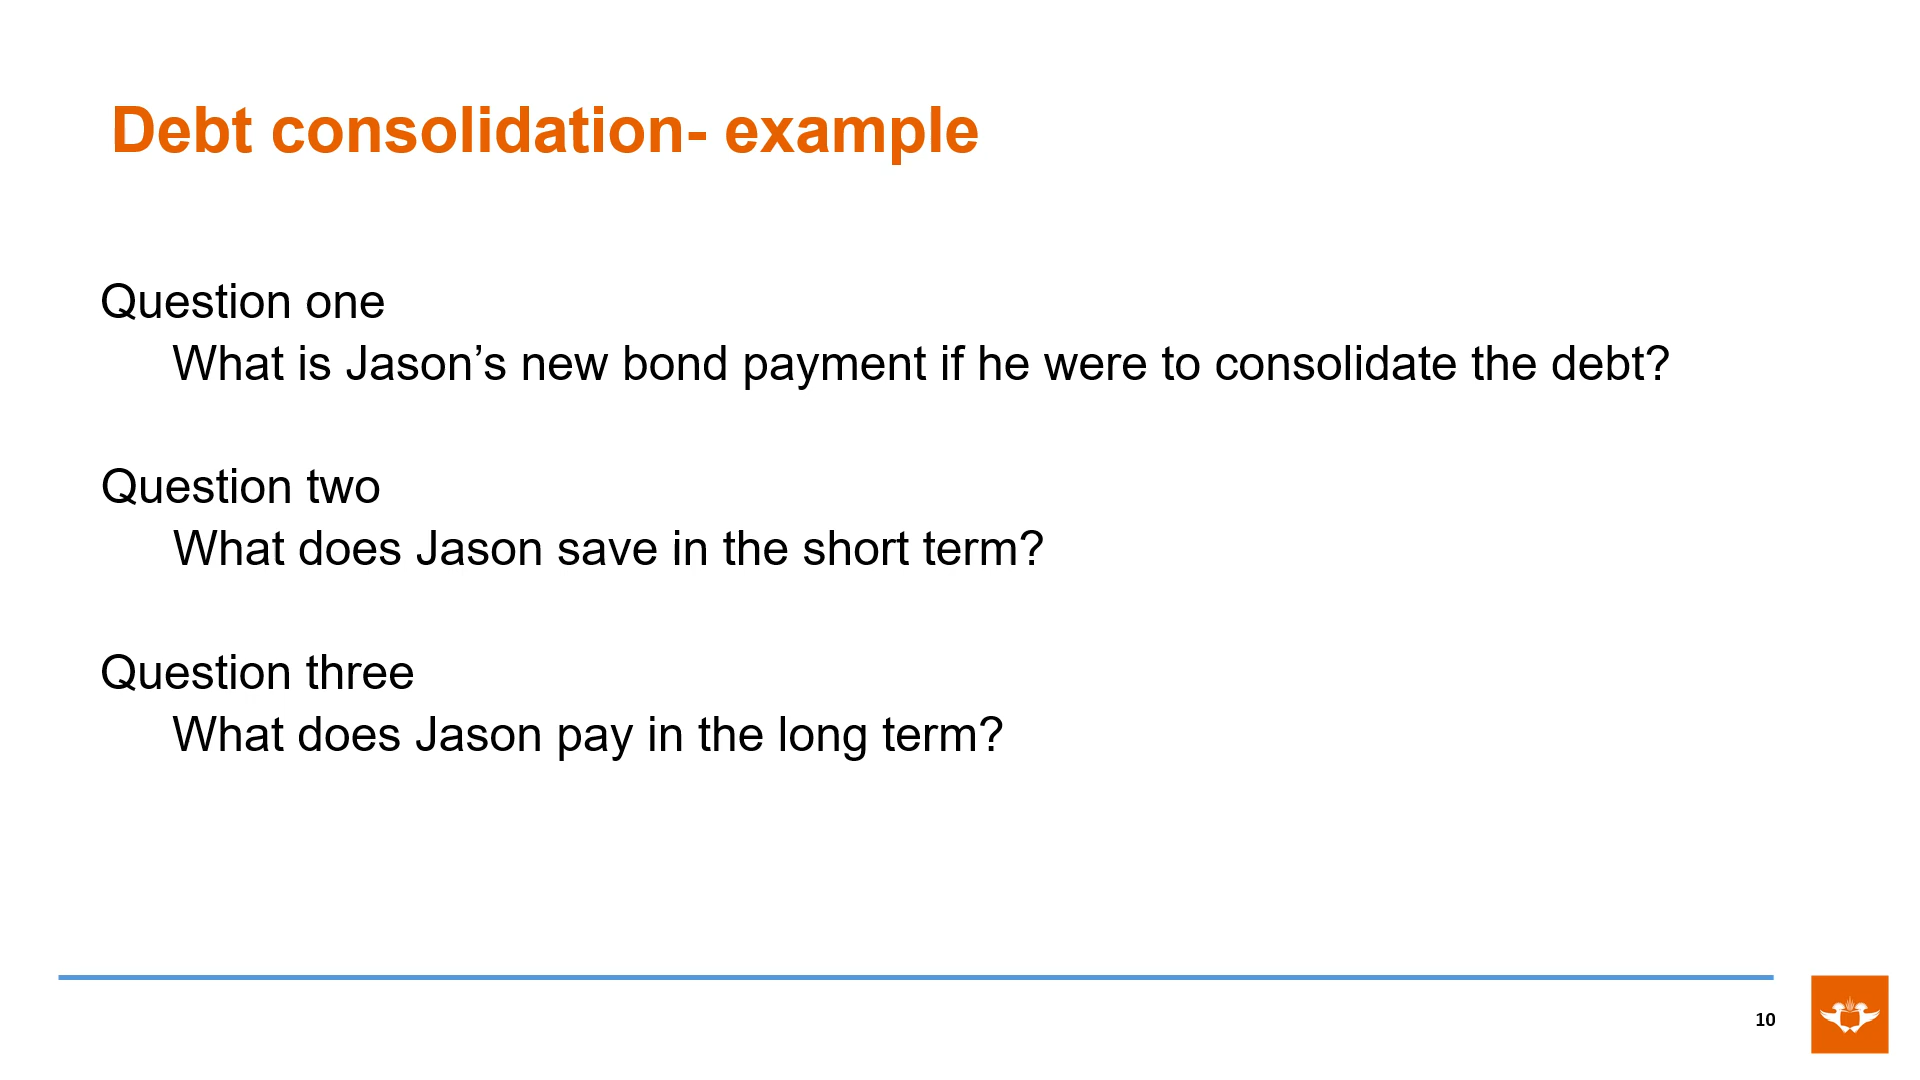 Debt consolidation- example
Question one
What is Jason’s new bond payment if he were to consolidate the debt?
Question two
What does Jason save in the short term?
Question three
What does Jason pay in the long term?
10